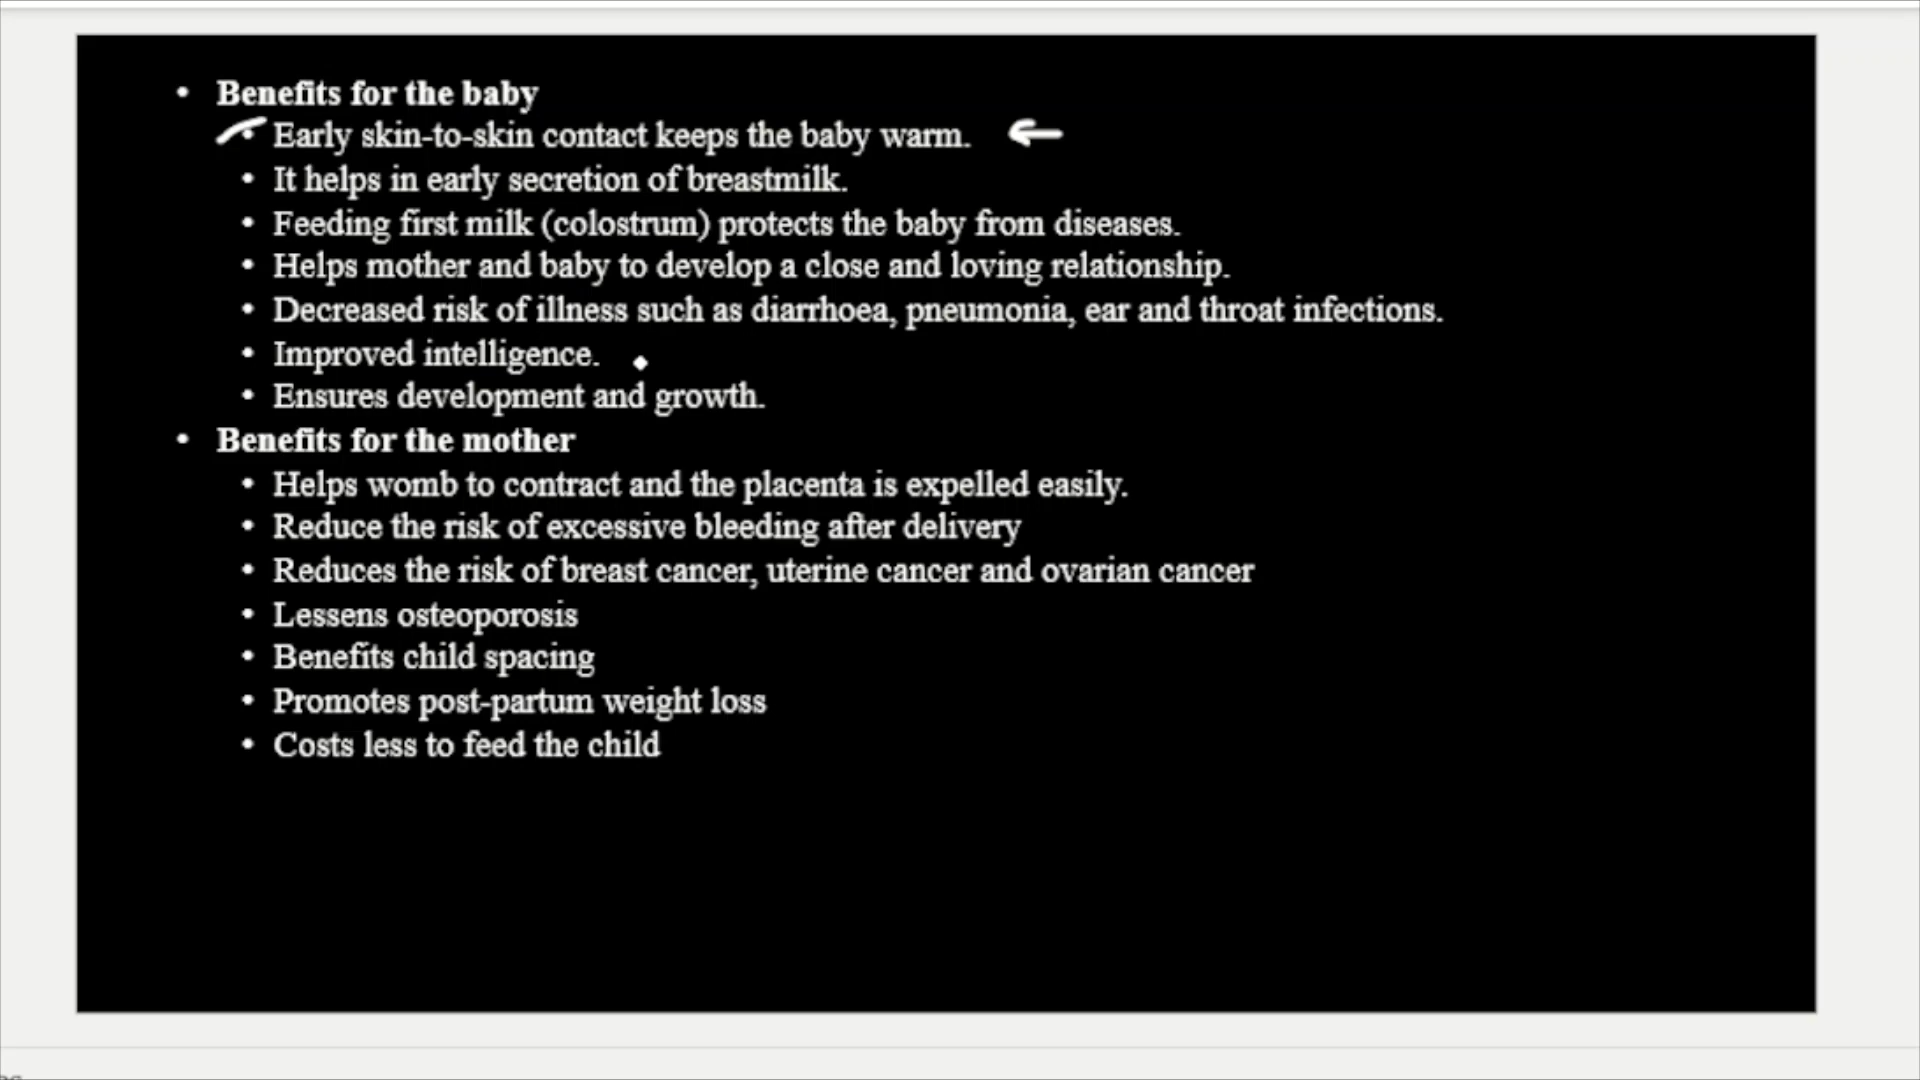 • Benefits for the baby
• Early skin-to-skin contact keeps the baby warm.
• It helps in early secretion of breastmilk.
• Feeding first milk (colostrum) protects the baby from diseases.
• Helps mother and baby to develop a close and loving relationship.
• Decreased risk of illness such as diarrhoea, pneumonia, ear and throat infections.
• Improved intelligence.
• Ensures development and growth.
• Benefits for the mother
• Helps womb to contract and the placenta is expelled easily.
• Reduce the risk of excessive bleeding after delivery
• Reduces the risk of breast cancer, uterine cancer and ovarian cancer
• Lessens osteoporosis
• Benefits child spacing
• Promotes post-partum weight loss
• Costs less to feed the child